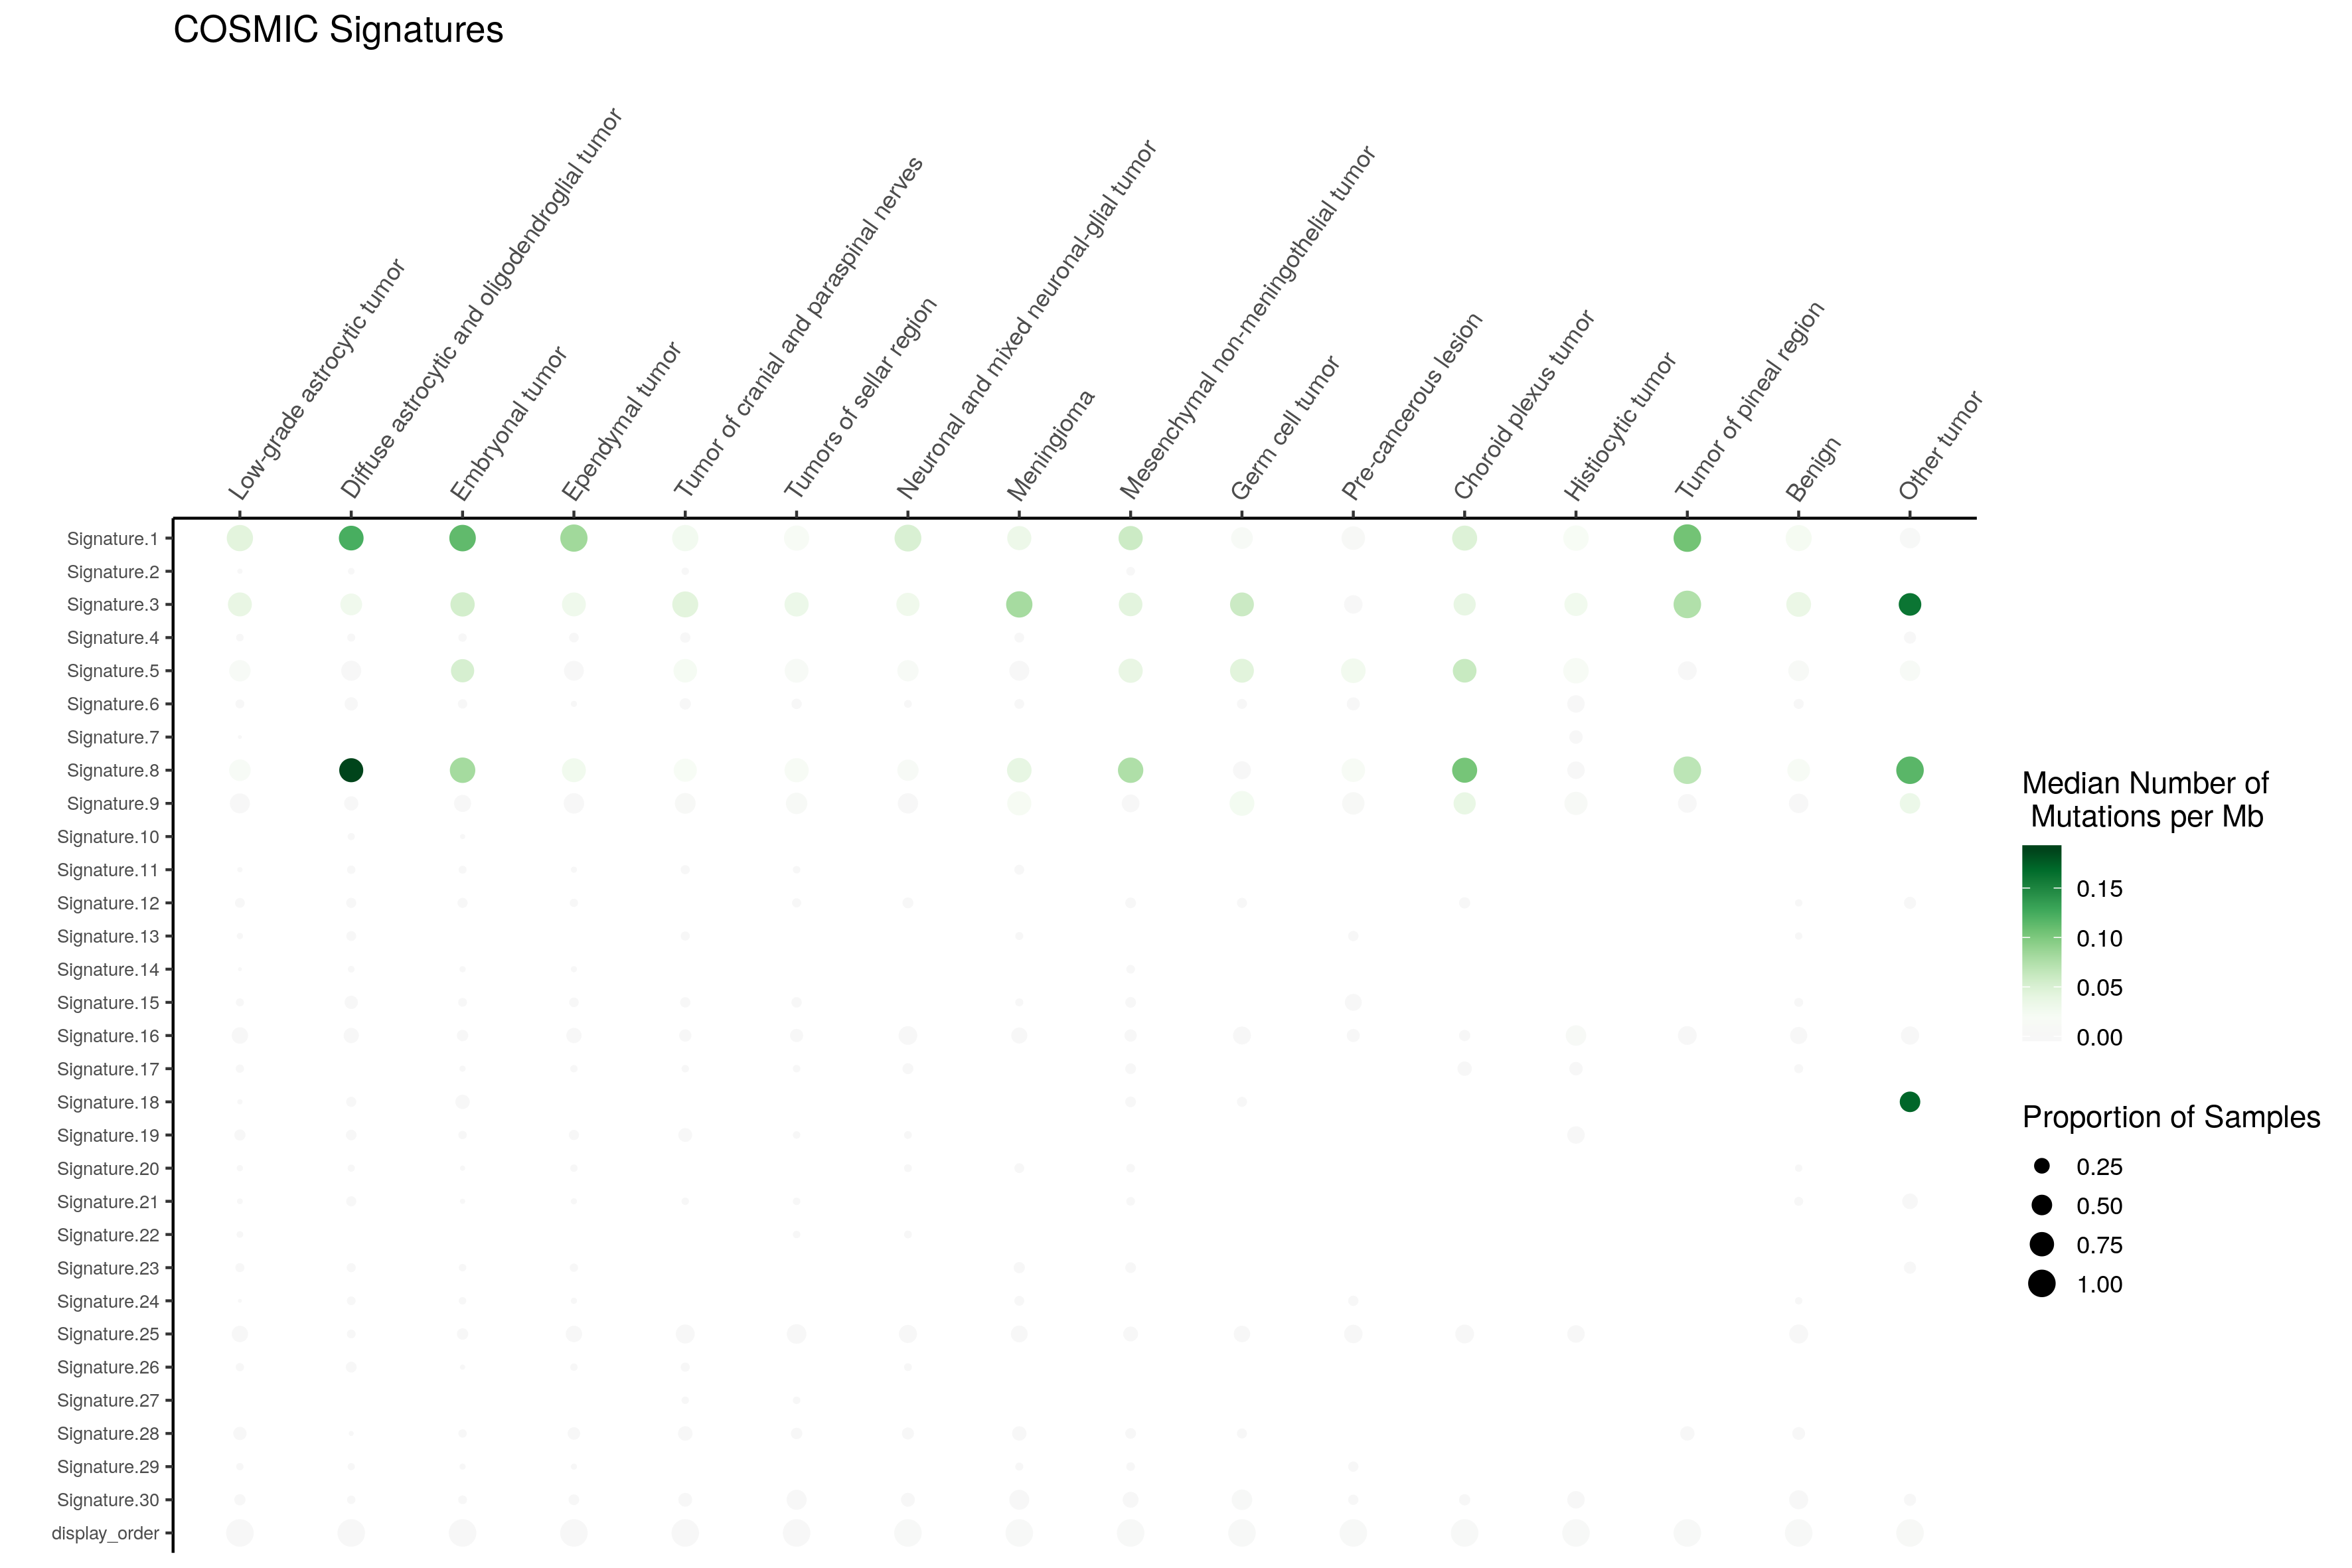 COSMIC Signatures
Low-grade astrocytic tumor
Diffuse astrocytic and oligodendroglial tumor
Embryonal tumor
Ependymal tumor
Tumor of cranial and paraspinal nerves
Tumors of sellar region
Neuronal and mixed neuronal-glial tumor
Meningioma
Mesenchymal non-meningothelial tumor
Germ cell tumor
Pre-cancerous lesion
Choroid plexus tumor
Histiocytic tumor
Tumor of pineal region
Benign
Other tumor
Signature.1
Signature.2
Signature.3
Signature.4
Signature.5
Signature.6
Signature.7
Signature.8
Signature.9
Signature.10
Signature.11
Signature.12
Signature.13
Signature.14
Signature.15
Signature.16
Signature.17
Signature.18
Signature.19
Signature.20
Signature.21
Signature.22
Signature.23
Signature.24
Signature.25
Signature.26
Signature.27
Signature.28
Signature.29
Signature.30
display_order
Median Number of
Mutations per Mb
0.15
0.10
0.05
0.00
Proportion of Samples
0.25
0.50
0.75
1.00